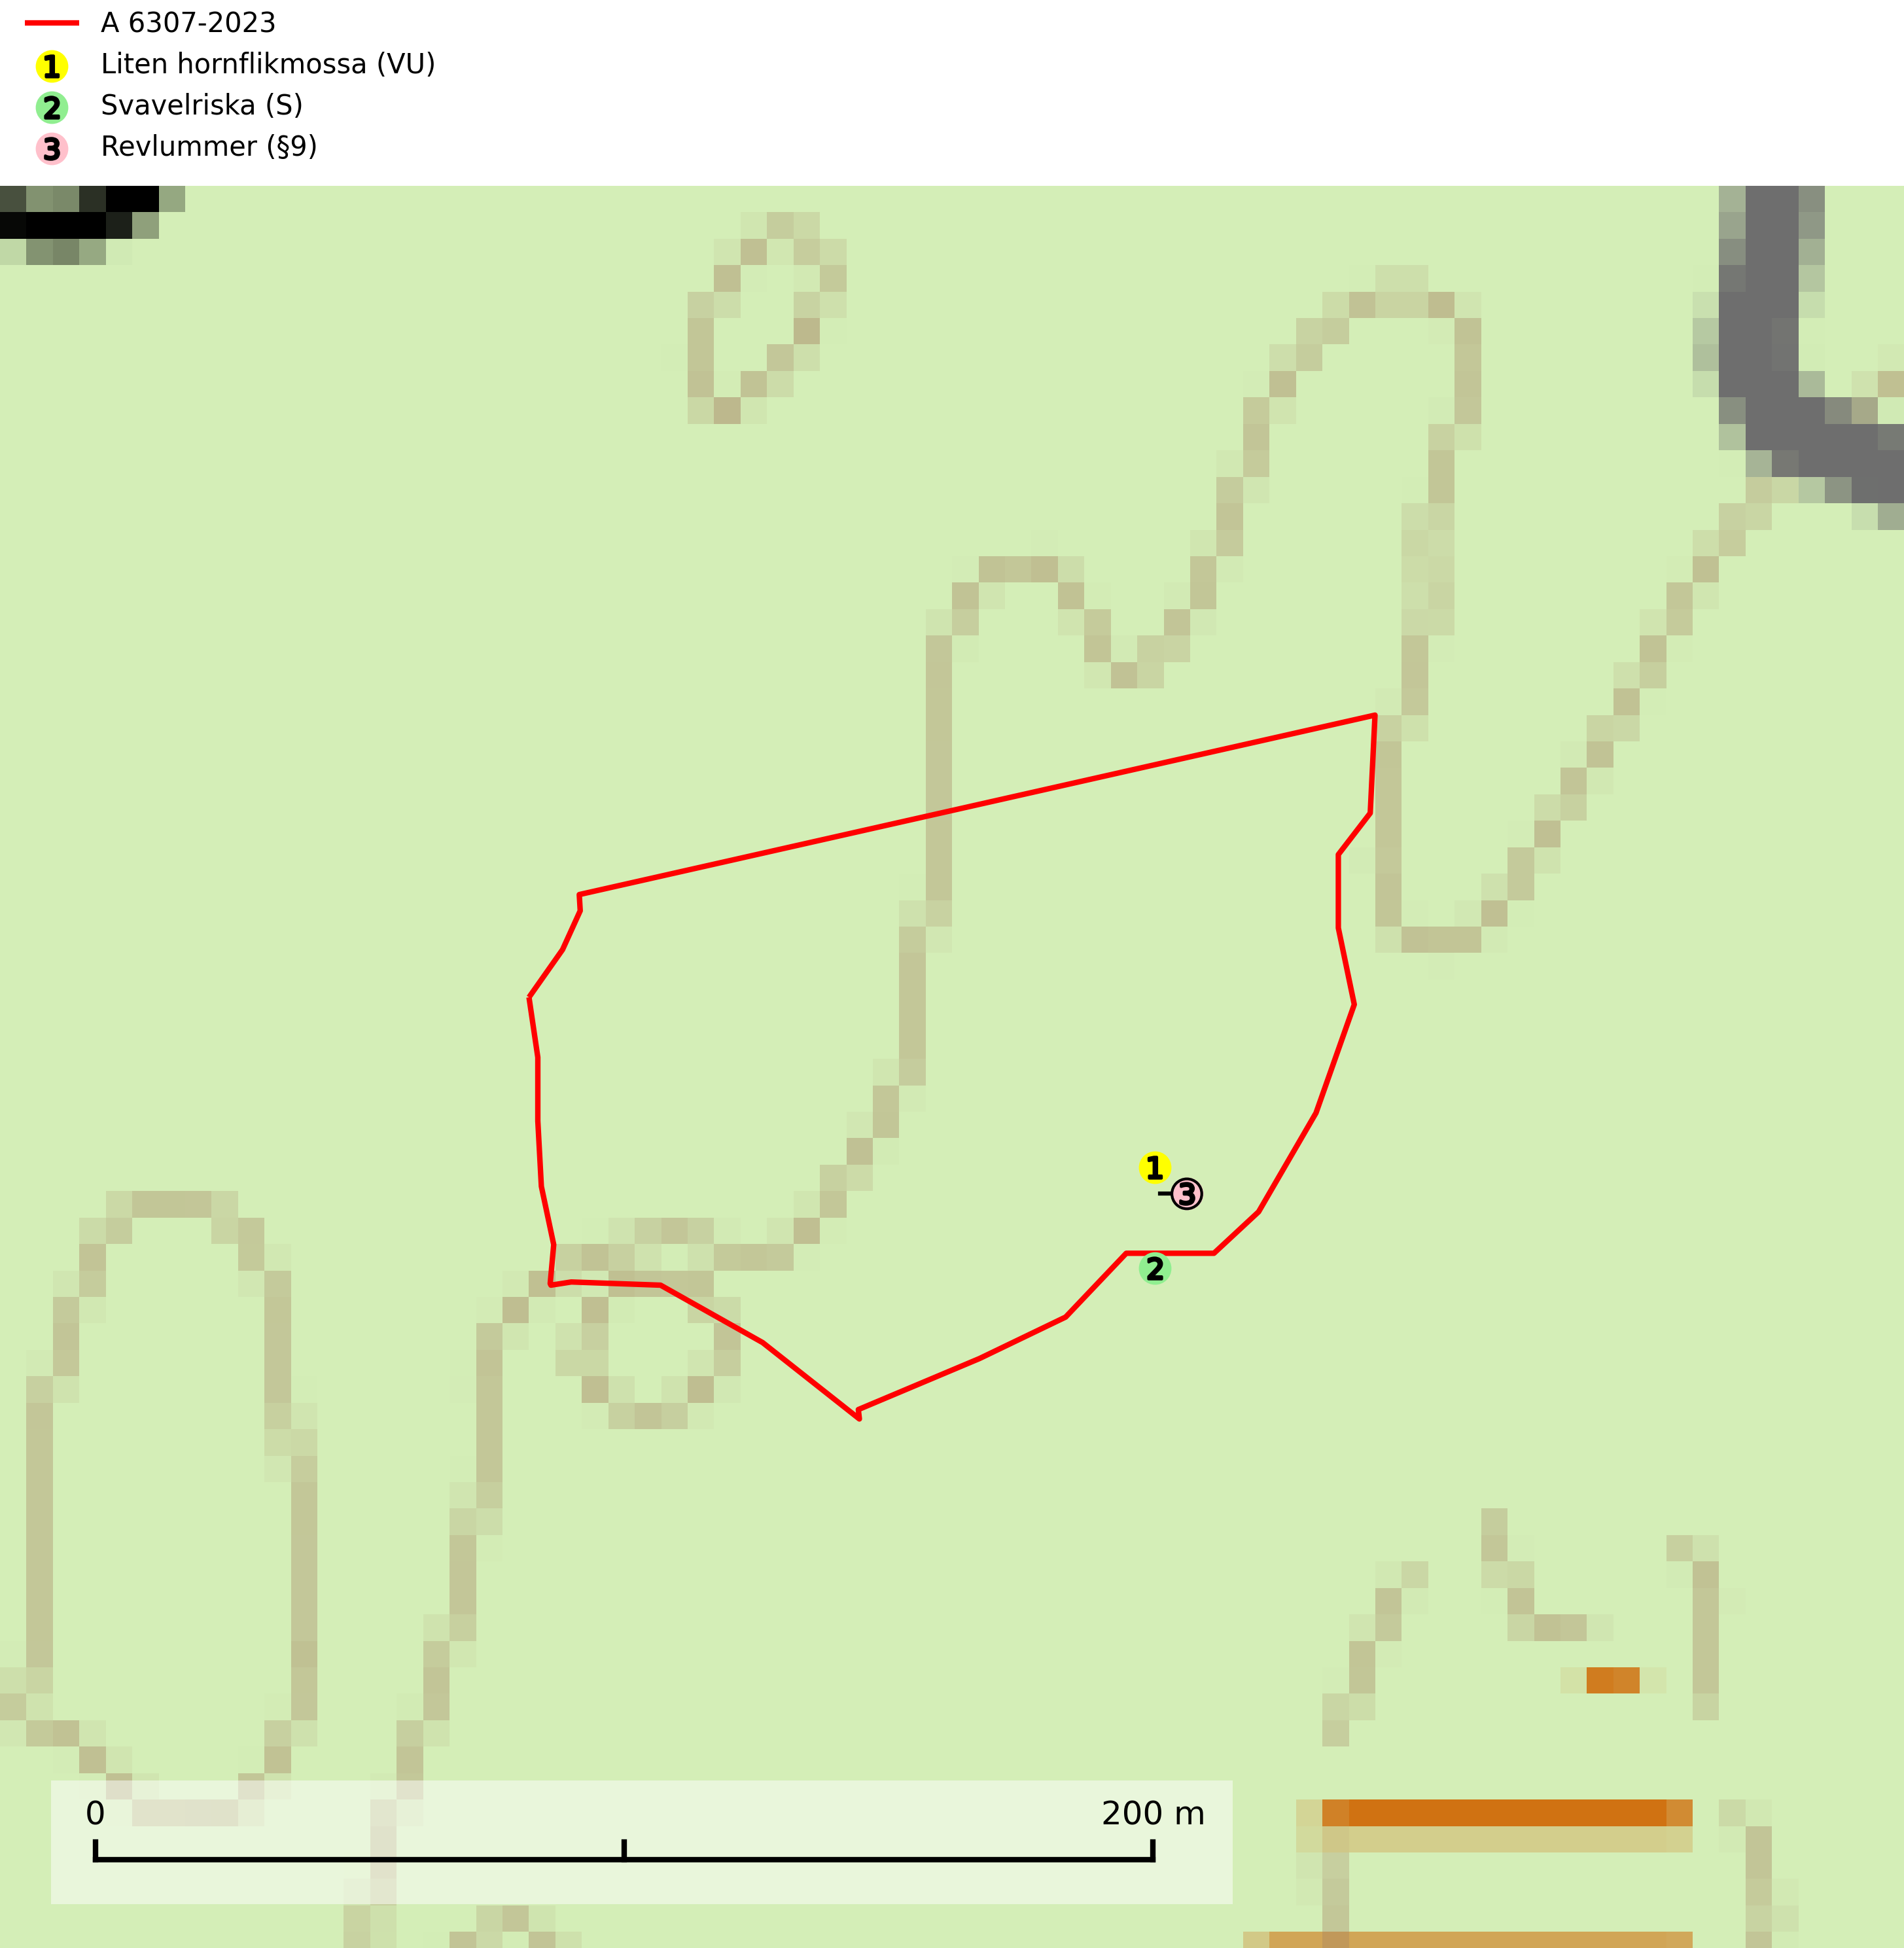 A 6307-2023
1 Liten hornflikmossa (VU)
2 Svavelriska (S)
3 Revlummer (§9)
1
3
2
0 200 m